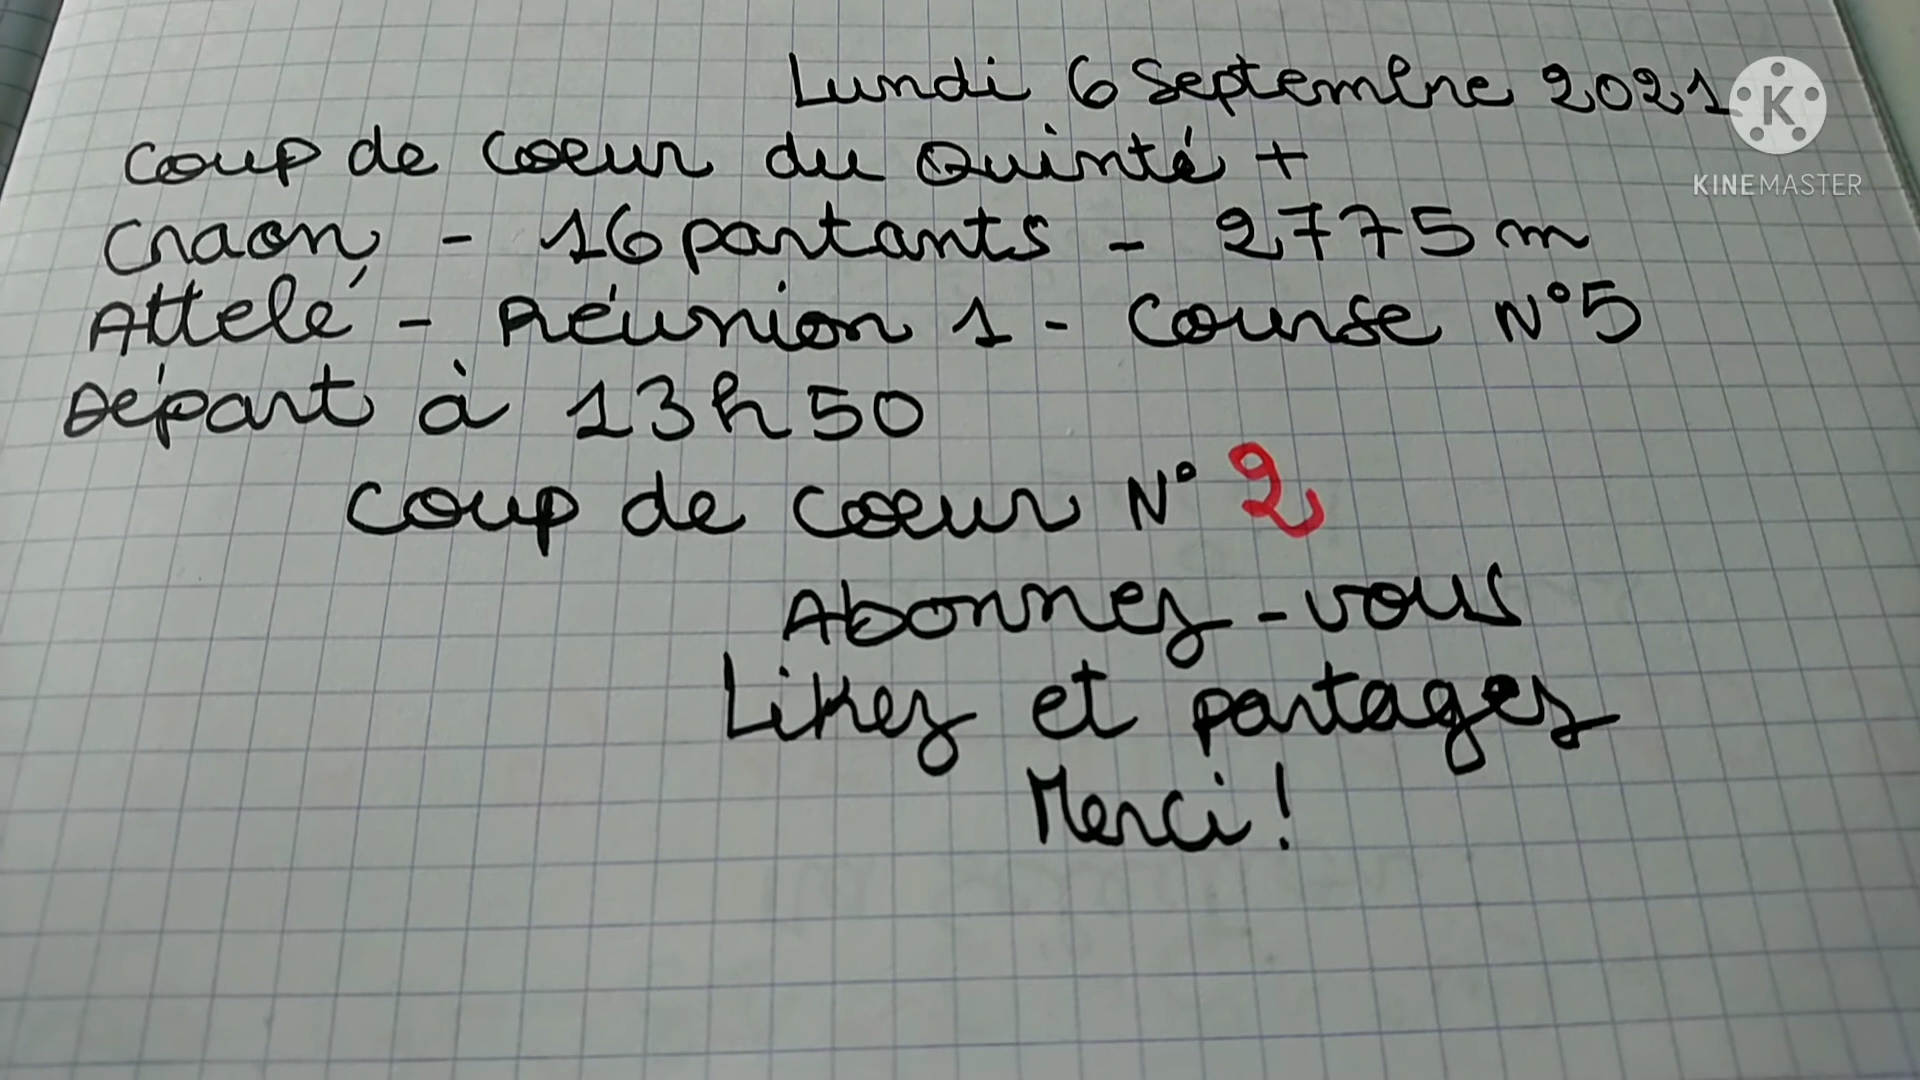 Lundi 6 Septembre 2021
KINEMASTER
Coup de Coeur du Quinté +
Craon - 16 partants - 2775 m
Attelé - Réunion 1 - Course N°5
Départ à 13h50
Coup de coeur N° 2
Abonnez-vous
Likez et partagez
Merci !